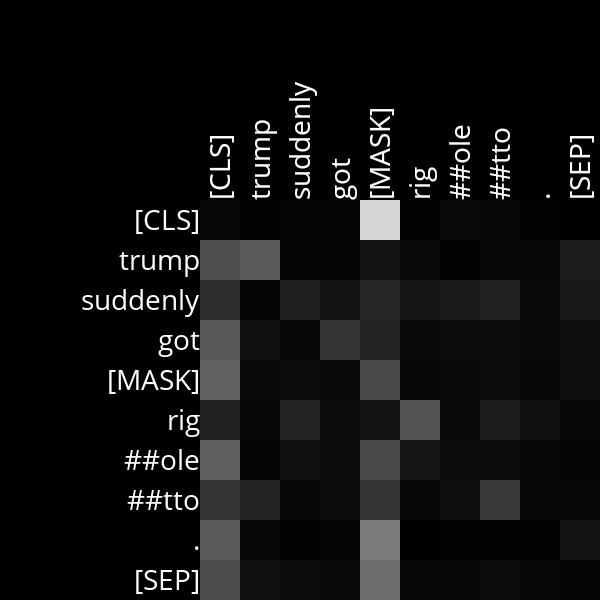 [CLS] trump suddenly got [MASK] rig ##ole ##tto . [SEP]
[CLS]
trump
suddenly
got
[MASK]
rig
##ole
##tto
.
[SEP]